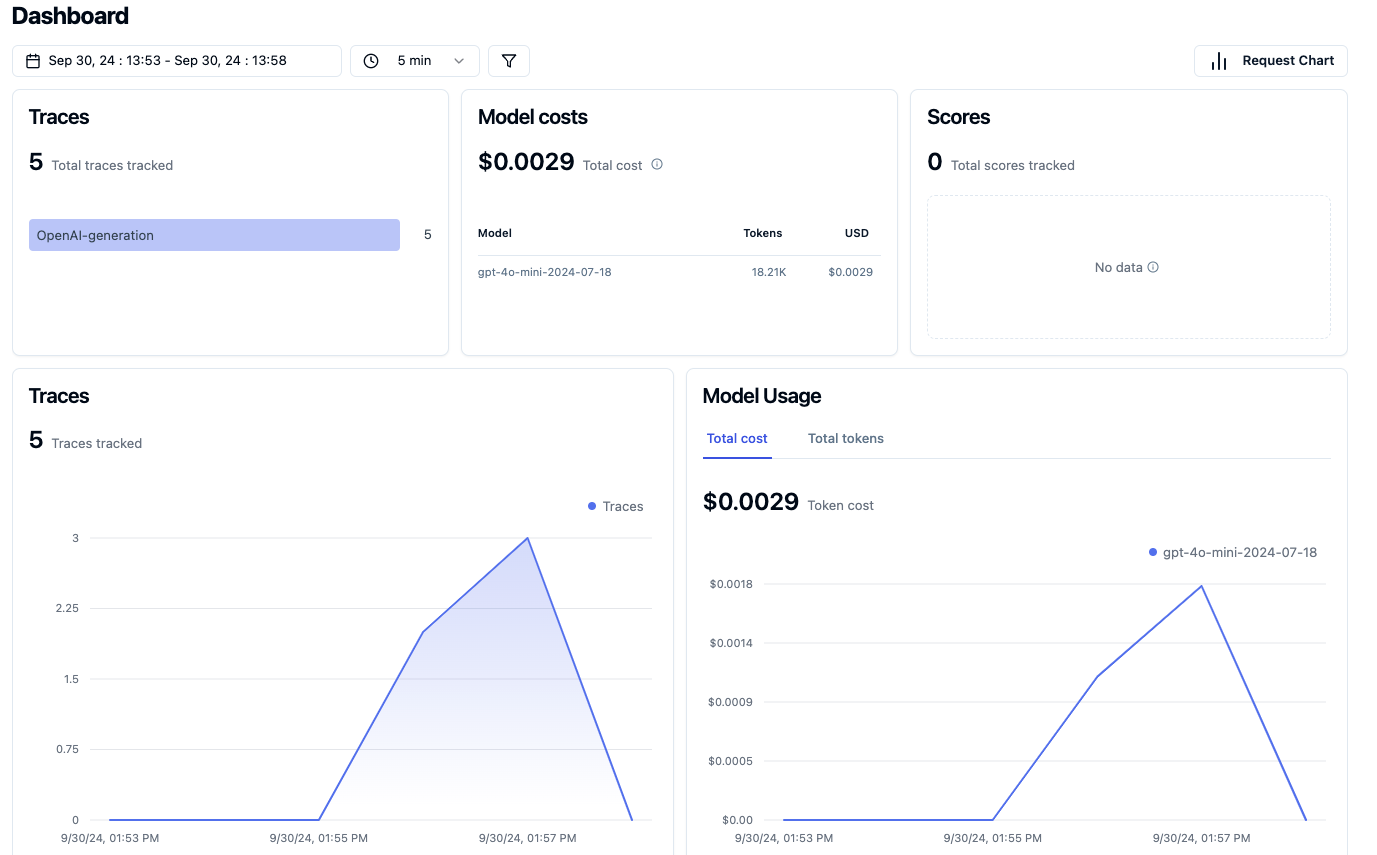 Dashboard
Sep 30, 24 : 13:53 - Sep 30, 24 : 13:58
5 min
Request Chart
Traces
5 Total traces tracked
OpenAI-generation 5
Model costs
$0.0029 Total cost
Model Tokens USD
gpt-4o-mini-2024-07-18 18.21K $0.0029
Scores
0 Total scores tracked
No data
Traces
5 Traces tracked
Traces
3
2.25
1.5
0.75
0
9/30/24, 01:53 PM 9/30/24, 01:55 PM 9/30/24, 01:57 PM
Model Usage
Total cost Total tokens
$0.0029 Token cost
gpt-4o-mini-2024-07-18
$0.0018
$0.0014
$0.0009
$0.0005
$0.00
9/30/24, 01:53 PM 9/30/24, 01:55 PM 9/30/24, 01:57 PM